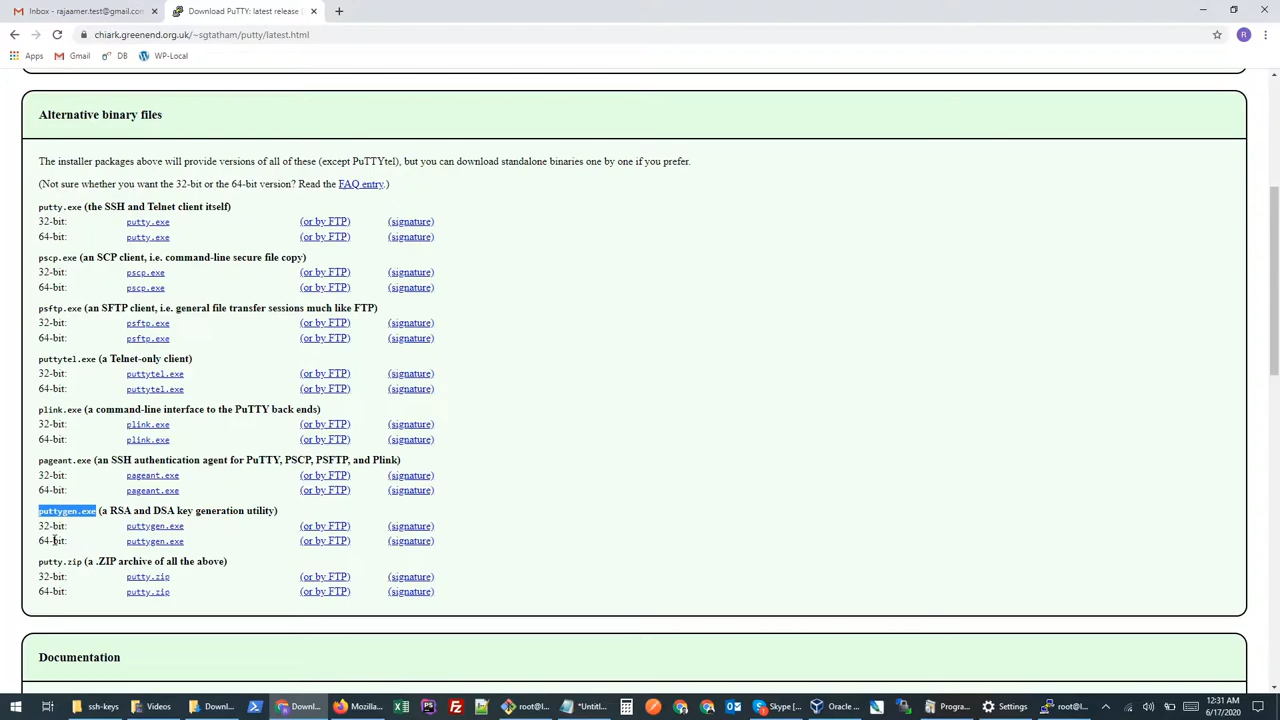 Inbox - rajaamer.test@gmail.com
Download PuTTY: latest release
chiark.greenend.org.uk/~sgtatham/putty/latest.html
R
Apps
Gmail
DB
WP-Local
Alternative binary files
The installer packages above will provide versions of all of these (except PuTTYtel), but you can download standalone binaries one by one if you prefer.
(Not sure whether you want the 32-bit or the 64-bit version? Read the FAQ entry.)
putty.exe (the SSH and Telnet client itself)
32-bit: putty.exe (or by FTP) (signature)
64-bit: putty.exe (or by FTP) (signature)
pscp.exe (an SCP client, i.e. command-line secure file copy)
32-bit: pscp.exe (or by FTP) (signature)
64-bit: pscp.exe (or by FTP) (signature)
psftp.exe (an SFTP client, i.e. general file transfer sessions much like FTP)
32-bit: psftp.exe (or by FTP) (signature)
64-bit: psftp.exe (or by FTP) (signature)
puttytel.exe (a Telnet-only client)
32-bit: puttytel.exe (or by FTP) (signature)
64-bit: puttytel.exe (or by FTP) (signature)
plink.exe (a command-line interface to the PuTTY back ends)
32-bit: plink.exe (or by FTP) (signature)
64-bit: plink.exe (or by FTP) (signature)
pageant.exe (an SSH authentication agent for PuTTY, PSCP, PSFTP, and Plink)
32-bit: pageant.exe (or by FTP) (signature)
64-bit: pageant.exe (or by FTP) (signature)
puttygen.exe (a RSA and DSA key generation utility)
32-bit: puttygen.exe (or by FTP) (signature)
64-bit: puttygen.exe (or by FTP) (signature)
putty.zip (a .ZIP archive of all the above)
32-bit: putty.zip (or by FTP) (signature)
64-bit: putty.zip (or by FTP) (signature)
Documentation
ssh-keys
Videos
Downl...
Downl...
Mozilla...
root@l...
*Untitl...
Skype [...
Oracle ...
Progra...
Settings
root@l...
12:31 AM
6/17/2020